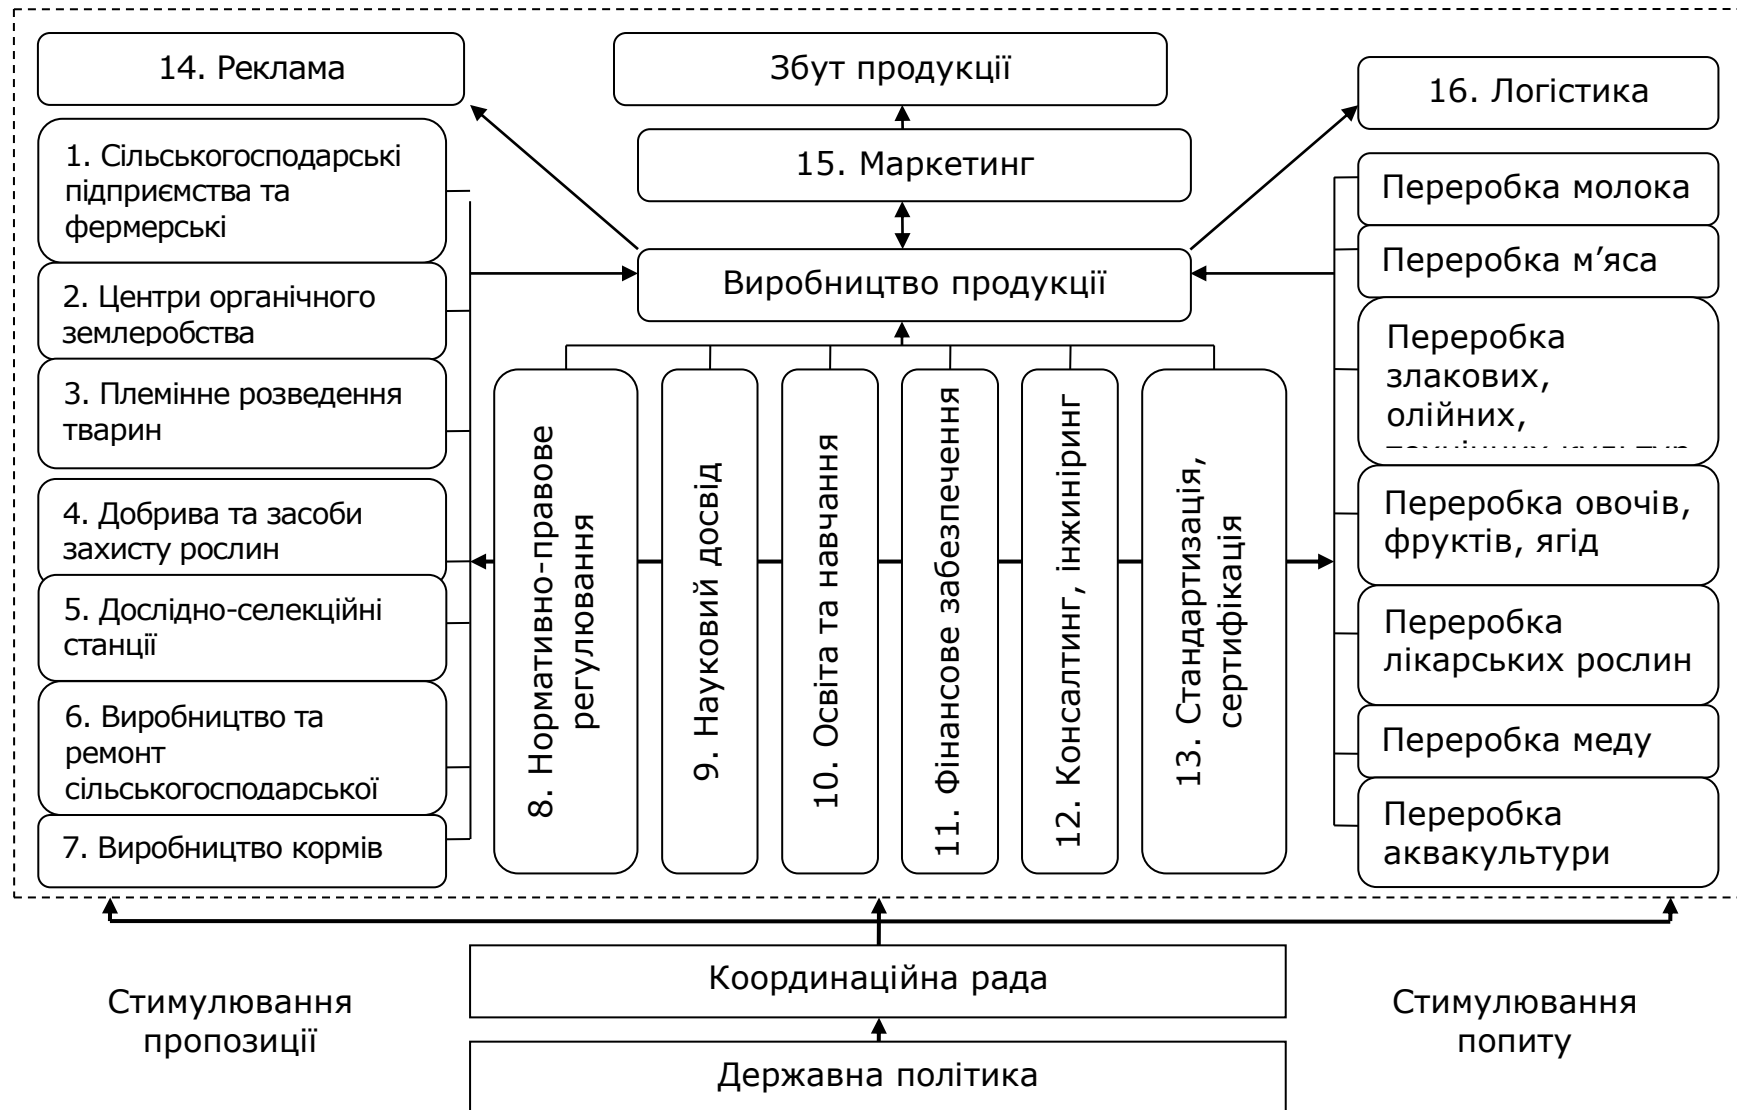 14. Реклама
Збут продукції
16. Логістика
15. Маркетинг
Виробництво продукції
1. Сільськогосподарські
підприємства та
фермерські
2. Центри органічного
землеробства
3. Племінне розведення
тварин
4. Добрива та засоби
захисту рослин
5. Дослідно-селекційні
станції
6. Виробництво та
ремонт
сільськогосподарської
7. Виробництво кормів
8. Нормативно-правове
регулювання
9. Науковий досвід
10. Освіта та навчання
11. Фінансове забезпечення
12. Консалтинг, інжиніринг
13. Стандартизація,
сертифікація
Переробка молока
Переробка м’яса
Переробка
злакових,
олійних,
Переробка овочів,
фруктів, ягід
Переробка
лікарських рослин
Переробка меду
Переробка
аквакультури
Координаційна рада
Стимулювання
пропозиції
Стимулювання
попиту
Державна політика